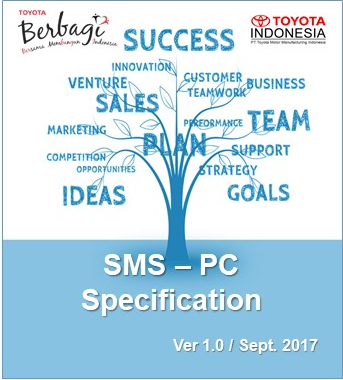 TOYOTA
Berbagi
Bersama Membangun Indonesia
TOYOTA
INDONESIA
PT Toyota Motor Manufacturing Indonesia
SUCCESS
INNOVATION
CUSTOMER
VENTURE
TEAMWORK
BUSINESS
SALES
MARKETING
PERFORMANCE
TEAM
PLAN
SUPPORT
COMPETITION
OPPORTUNITIES
STRATEGY
IDEAS
GOALS
SMS – PC
Specification
Ver 1.0 / Sept. 2017